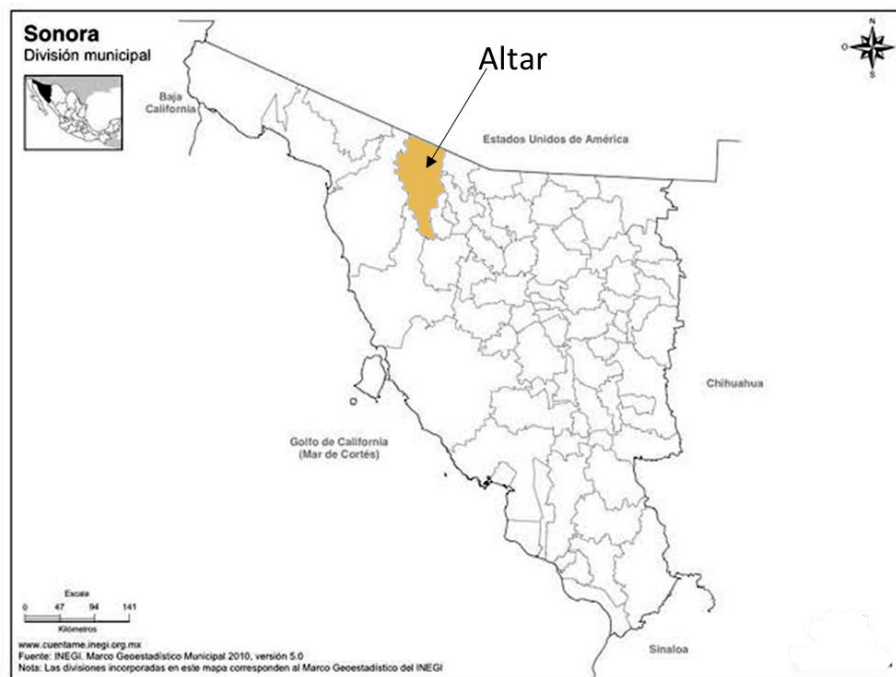 Sonora
División municipal
Altar
N
O
E
S
Baja
California
Estados Unidos de América
Chihuahua
Golfo de California
(Mar de Cortés)
Escala
0 47 94 141
Kilómetros
Sinaloa
www.cuentame.inegi.org.mx
Fuente: INEGI. Marco Geoestadístico Municipal 2010, versión 5.0
Nota: Las divisiones incorporadas en este mapa corresponden al Marco Geoestadístico del INEGI